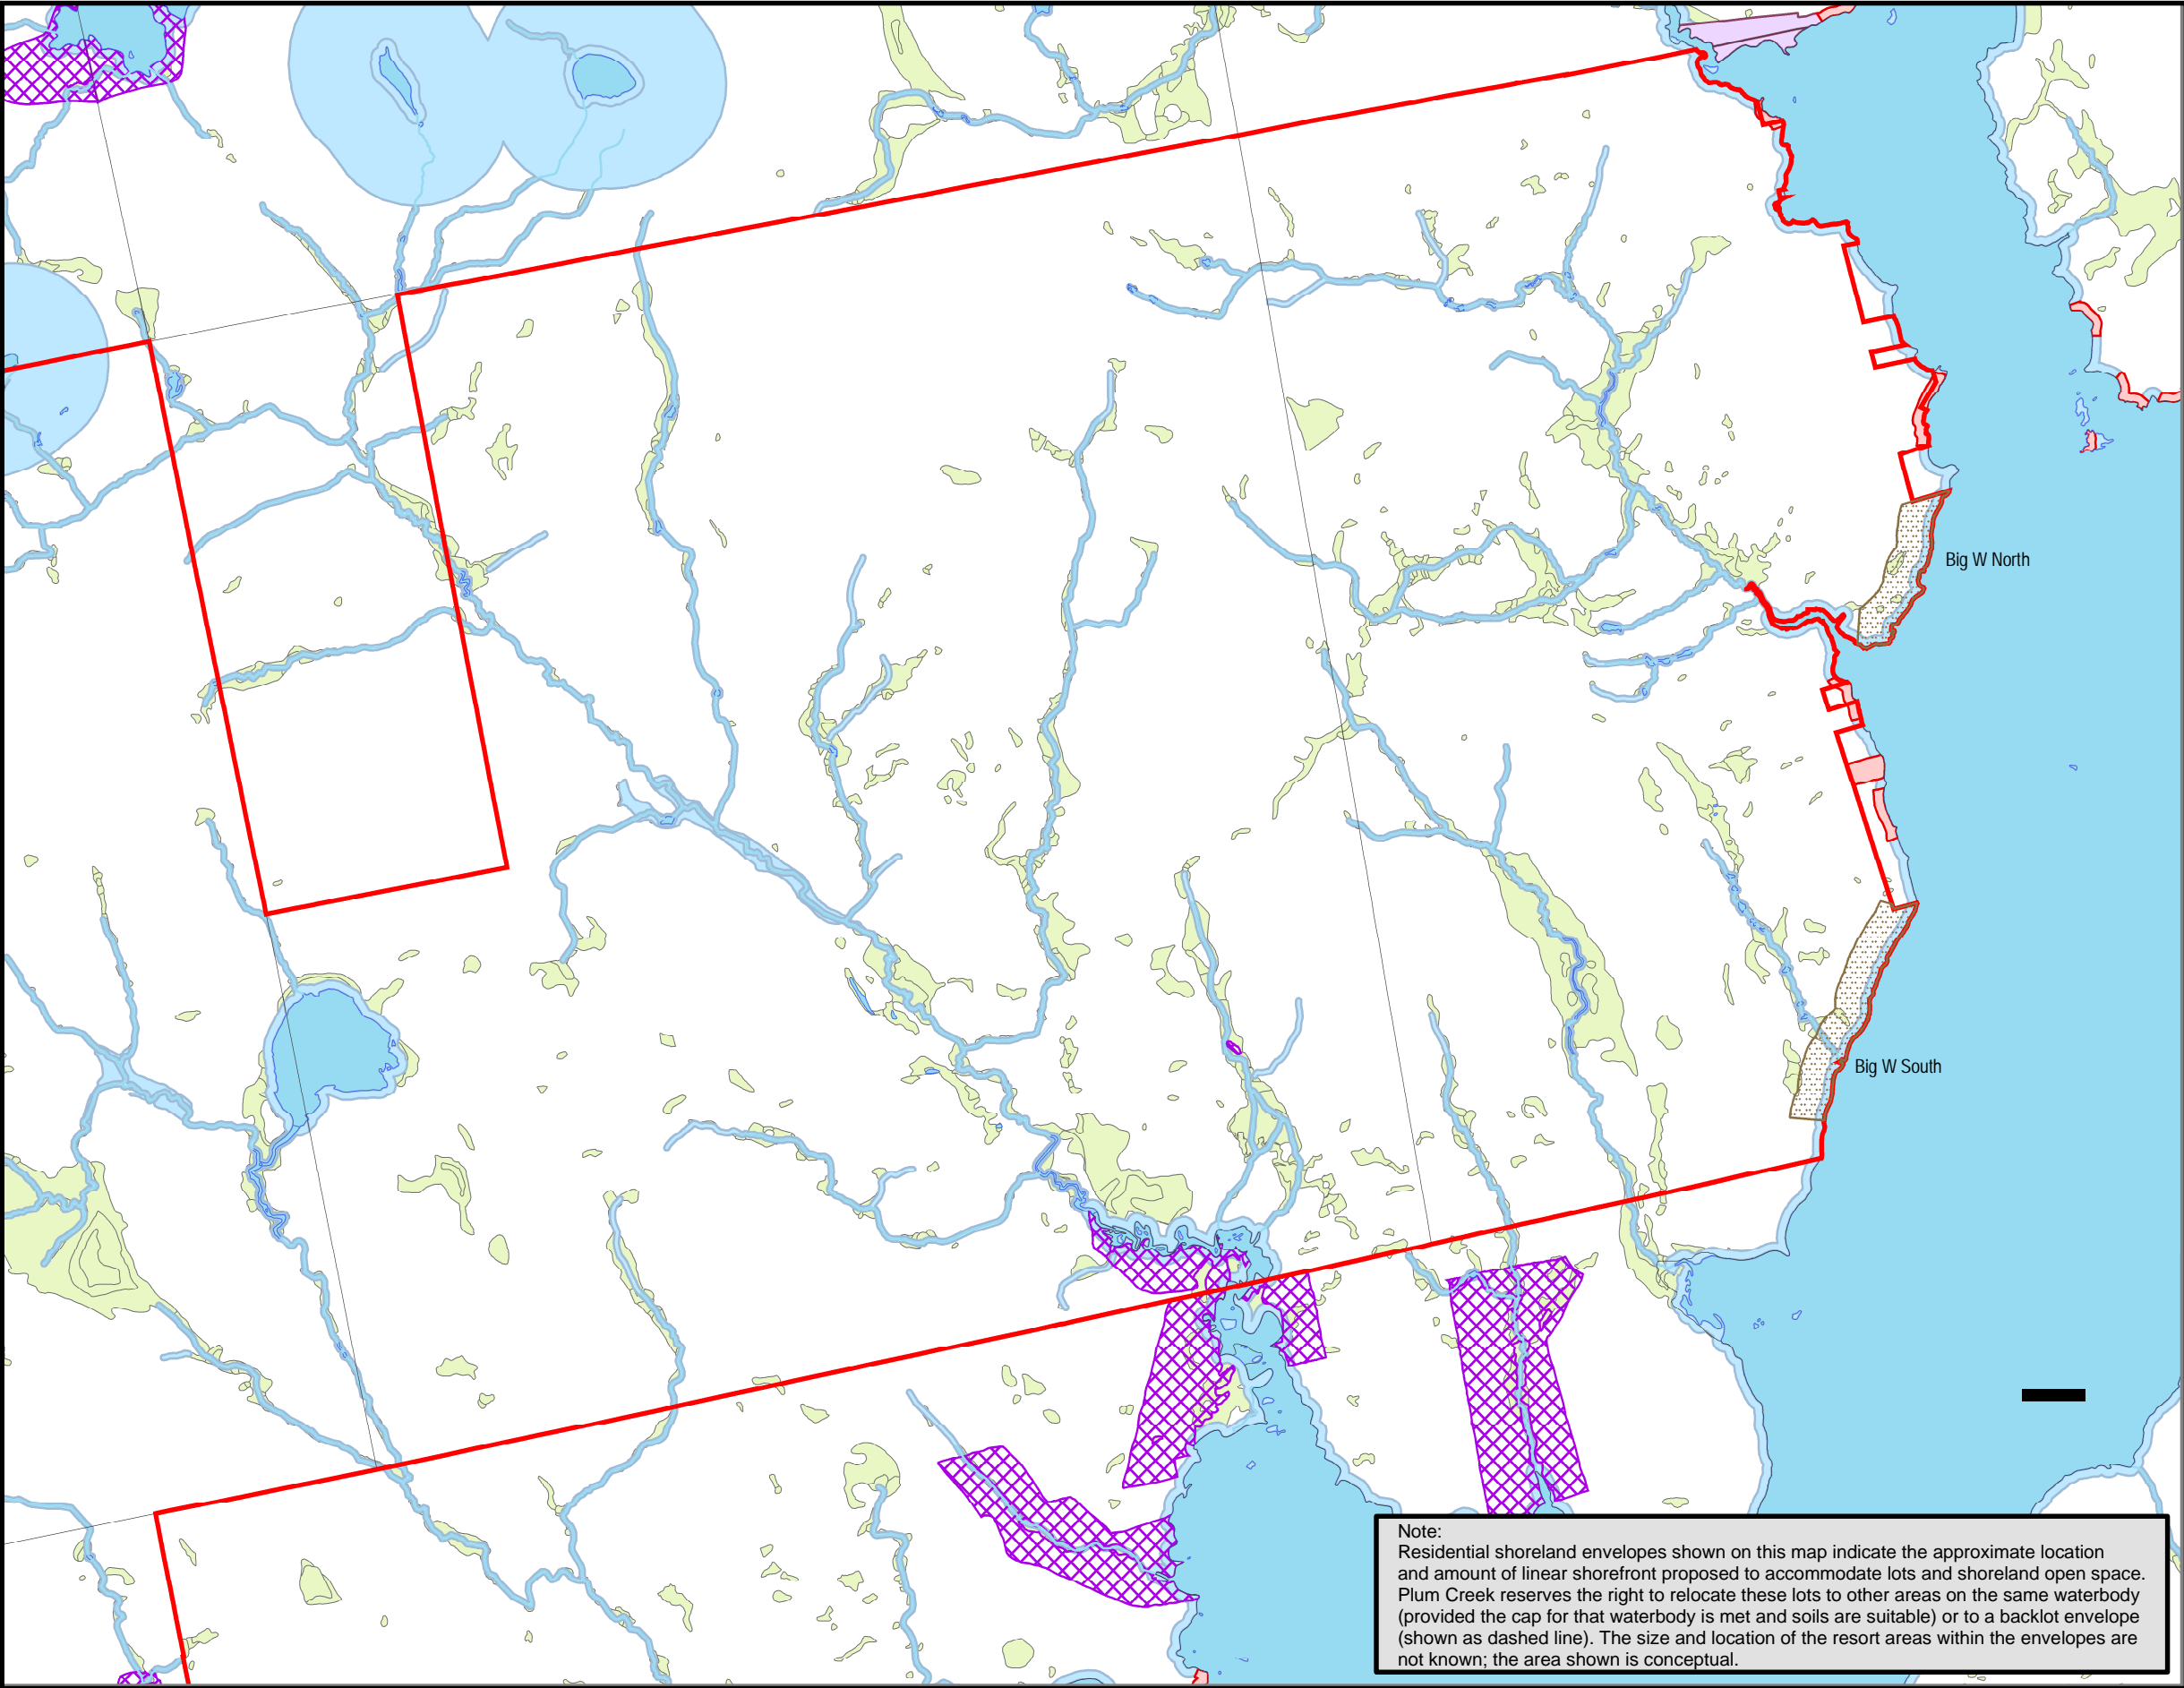 Big W North
Big W South
Note:
Residential shoreland envelopes shown on this map indicate the approximate location
and amount of linear shorefront proposed to accommodate lots and shoreland open space.
Plum Creek reserves the right to relocate these lots to other areas on the same waterbody
(provided the cap for that waterbody is met and soils are suitable) or to a backlot envelope
(shown as dashed line). The size and location of the resort areas within the envelopes are
not known; the area shown is conceptual.